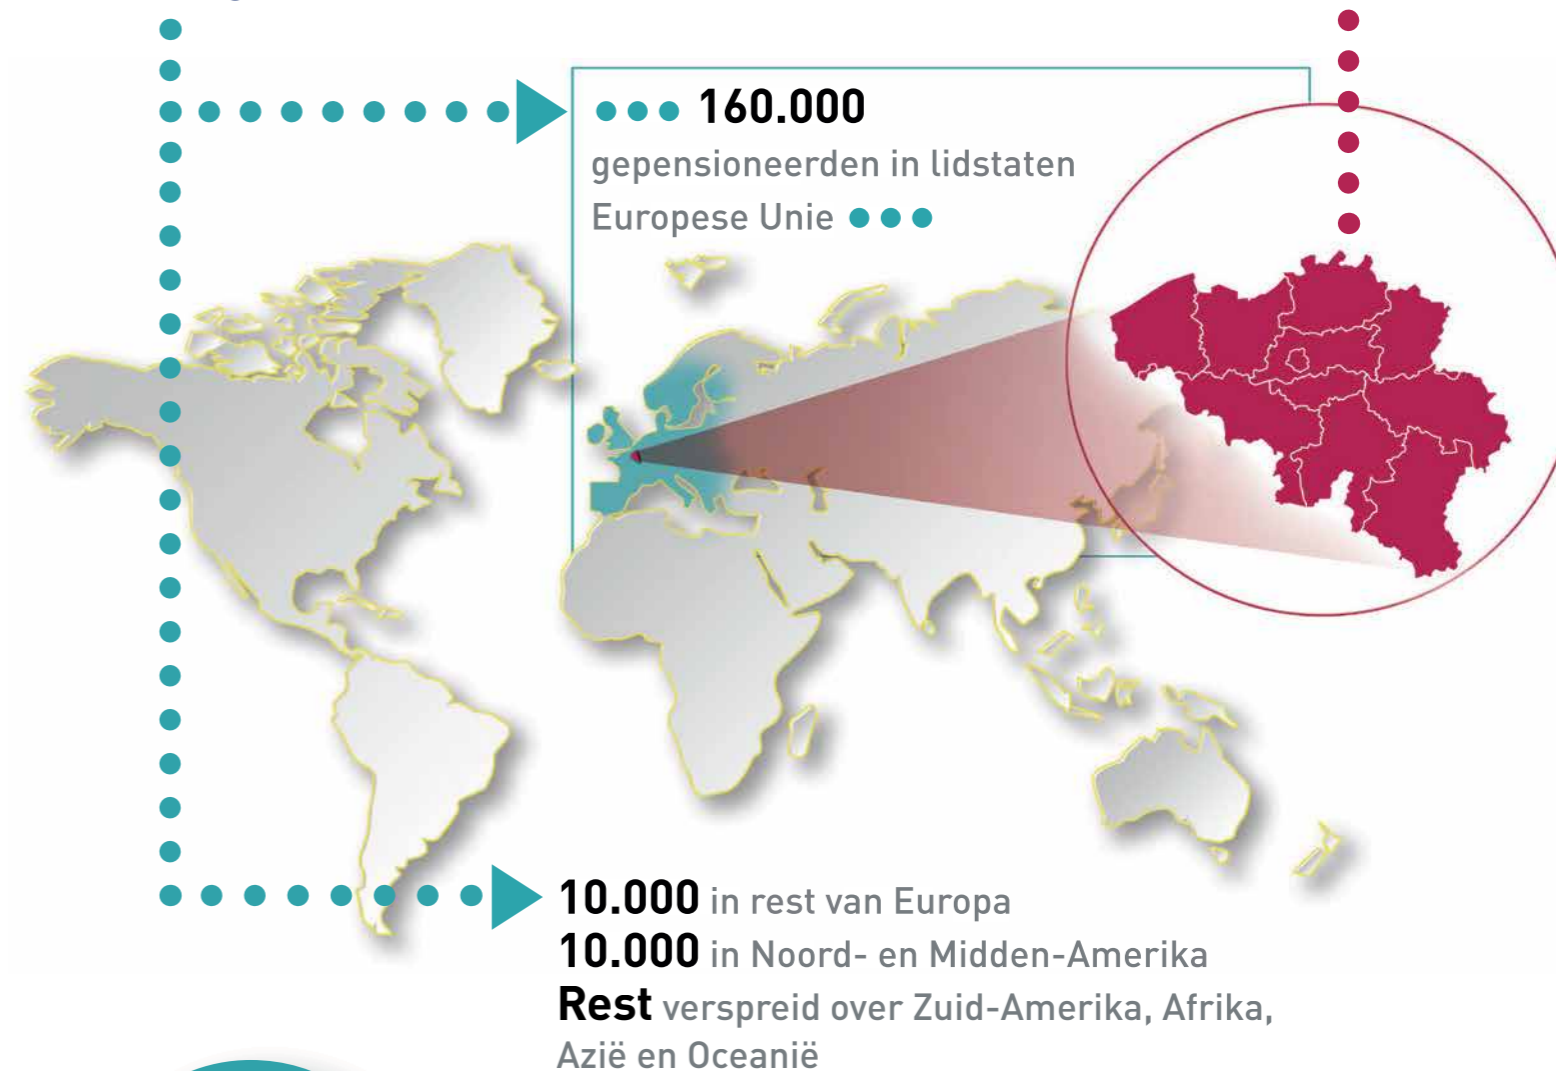 160.000
gepensioneerden in lidstaten
Europese Unie
10.000 in rest van Europa
10.000 in Noord- en Midden-Amerika
Rest verspreid over Zuid-Amerika, Afrika,
Azië en Oceanië